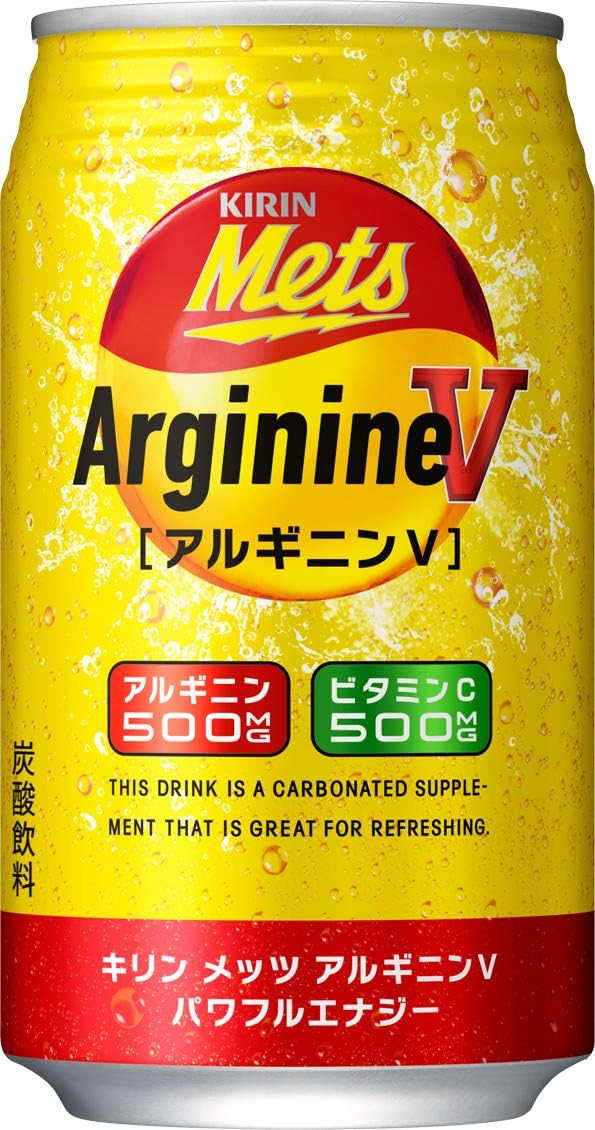 KIRIN
Mets
Arginine V
[アルギニンV]
アルギニン
500MG
ビタミンC
500MG
THIS DRINK IS A CARBONATED SUPPLE-
MENT THAT IS GREAT FOR REFRESHING.
炭酸飲料
キリン メッツ アルギニンV
パワフルエナジー